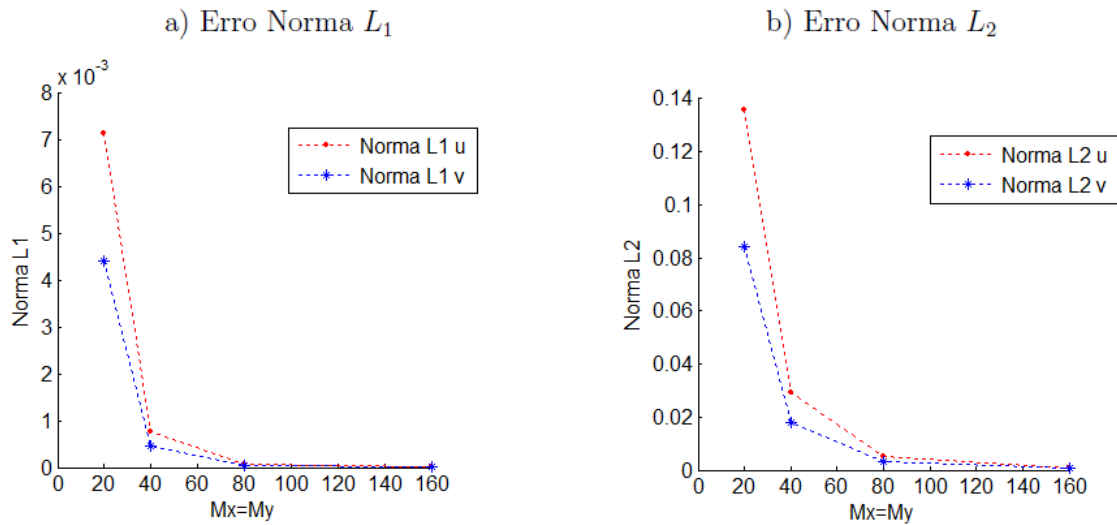 a) Erro Norma L₁
x 10⁻³
8
7
6
5
4
3
2
1
0
Norma L1
0 20 40 60 80 100 120 140 160
Mx=My
Norma L1 u
Norma L1 v
b) Erro Norma L₂
0.14
0.12
0.1
0.08
0.06
0.04
0.02
0
Norma L2
0 20 40 60 80 100 120 140 160
Mx=My
Norma L2 u
Norma L2 v